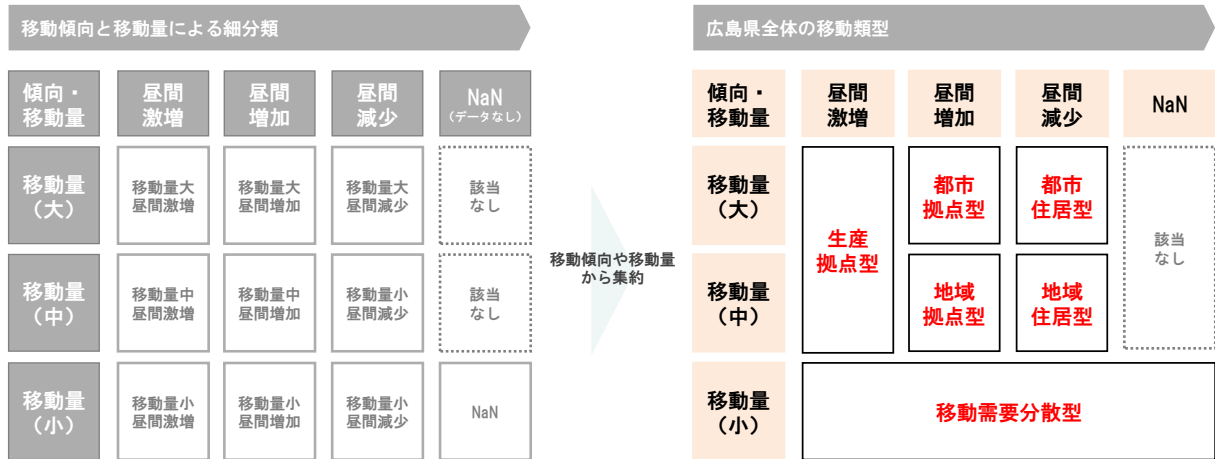 移動傾向と移動量による細分類
傾向・
移動量
昼間
激増
昼間
増加
昼間
減少
NaN
(データなし)
移動量
(大)
移動量大
昼間激増
移動量大
昼間増加
移動量大
昼間減少
該当
なし
移動量
(中)
移動量中
昼間激増
移動量中
昼間増加
移動量小
昼間減少
該当
なし
移動量
(小)
移動量小
昼間激増
移動量小
昼間増加
移動量小
昼間減少
NaN
移動傾向や移動量
から集約
広島県全体の移動類型
傾向・
移動量
昼間
激増
昼間
増加
昼間
減少
NaN
移動量
(大)
生産
拠点型
都市
拠点型
都市
住居型
該当
なし
移動量
(中)
地域
拠点型
地域
住居型
移動量
(小)
移動需要分散型